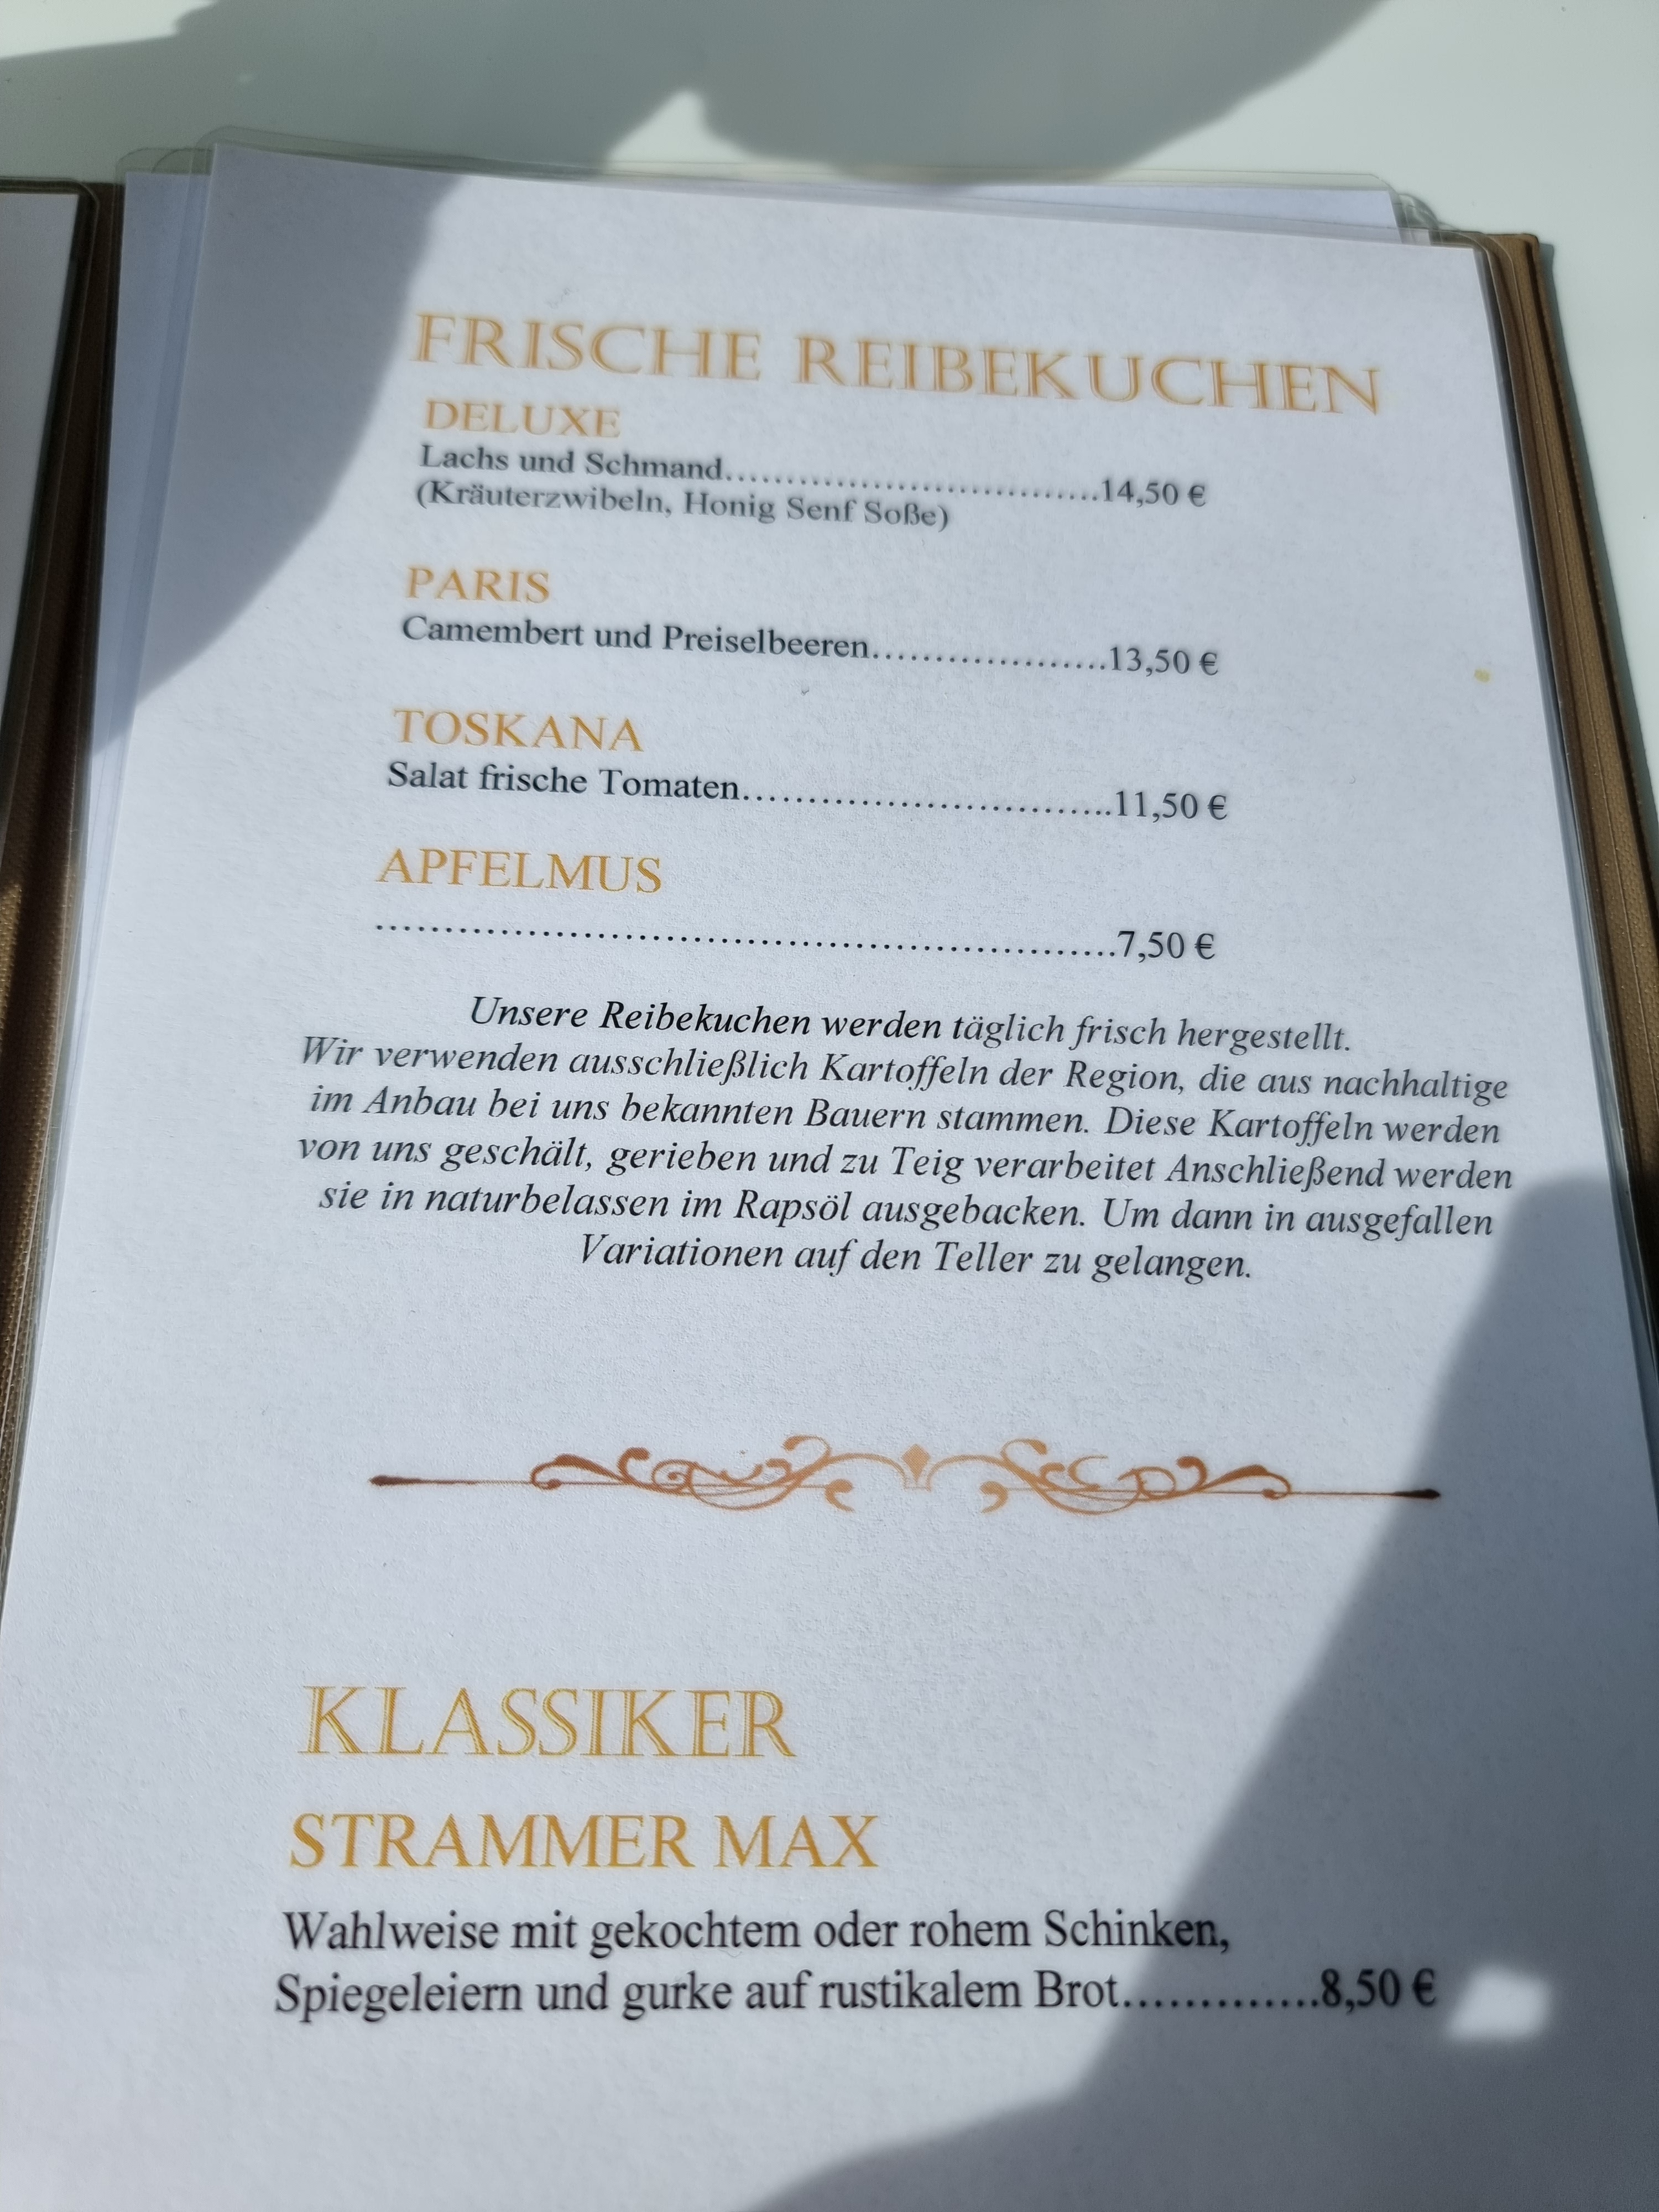 FRISCHE REIBEKUCHEN
DELUXE
Lachs und Schmand....................................14,50 €
(Kräuterzwibeln, Honig Senf Soße)
PARIS
Camembert und Preiselbeeren.....................13,50 €
TOSKANA
Salat frische Tomaten..................................11,50 €
APFELMUS
......................................................7,50 €
Unsere Reibekuchen werden täglich frisch hergestellt.
Wir verwenden ausschließlich Kartoffeln der Region, die aus nachhaltige
im Anbau bei uns bekannten Bauern stammen. Diese Kartoffeln werden
von uns geschält, gerieben und zu Teig verarbeitet Anschließend werden
sie in naturbelassen im Rapsöl ausgebacken. Um dann in ausgefallen
Variationen auf den Teller zu gelangen.
KLASSIKER
STRAMMER MAX
Wahlweise mit gekochtem oder rohem Schinken,
Spiegeleiern und gurke auf rustikalem Brot.............8,50 €